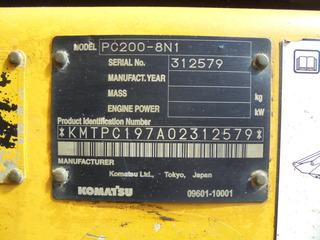 MODEL PC200-8N1
SERIAL No. 312579
MANUFACT.YEAR
MASS kg
ENGINE POWER kW
Product Identification Number
*KMTPC197A02312579*
MANUFACTURER
Komatsu Ltd., Tokyo, Japan
KOMATSU 09601-10001